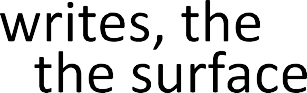 writes, the
the surface